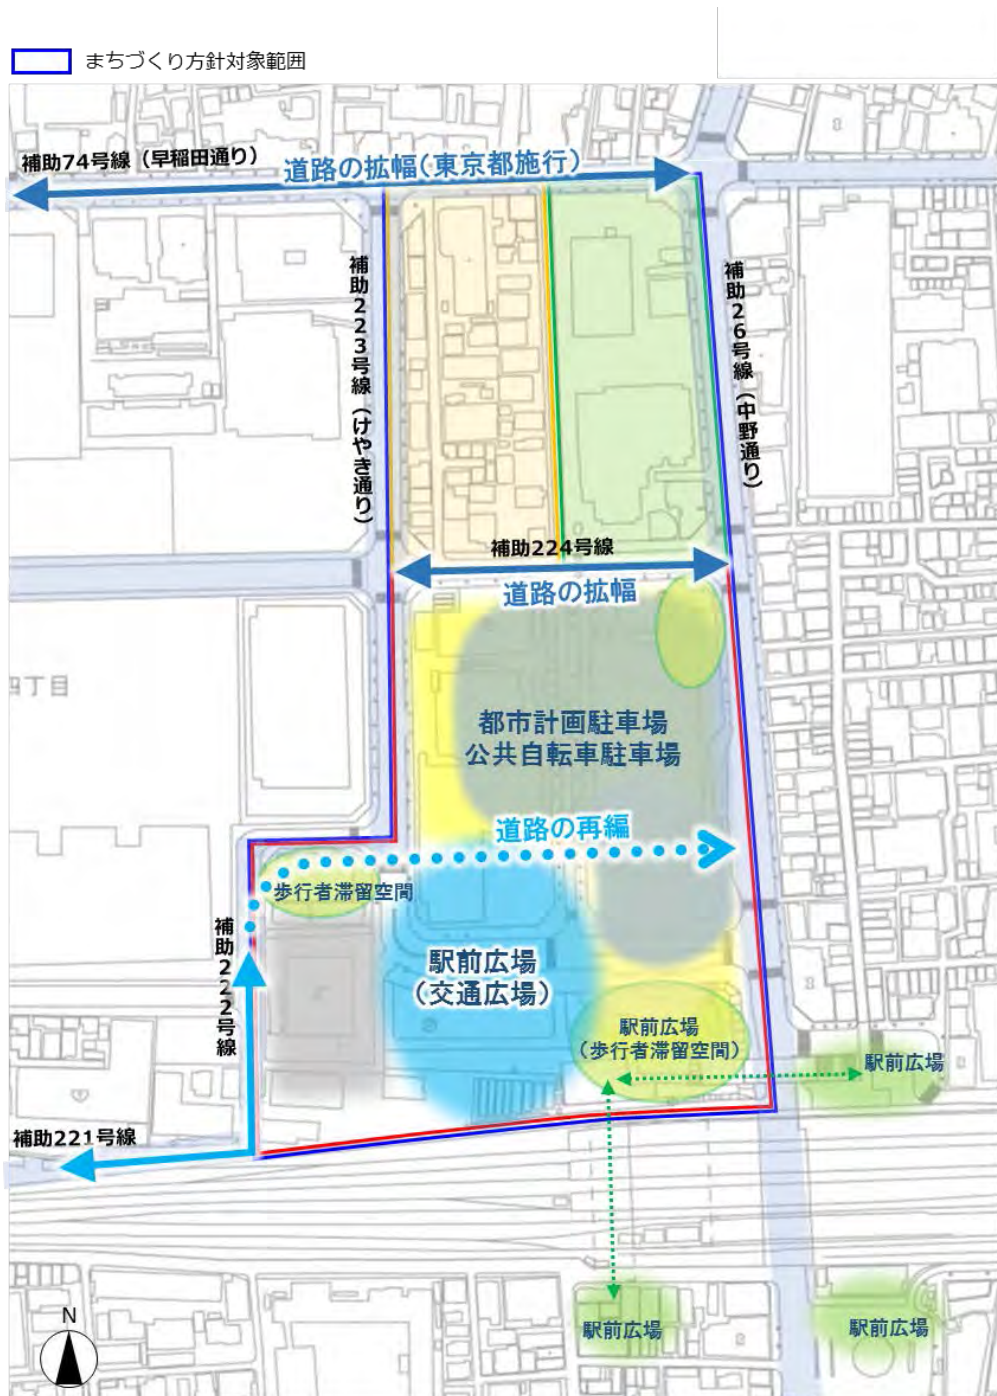 まちづくり方針対象範囲
補助74号線（早稲田通り）
道路の拡幅（東京都施行）
補助223号線（けやき通り）
補助26号線（中野通り）
補助224号線
道路の拡幅
四丁目
都市計画駐車場
公共自転車駐車場
道路の再編
歩行者滞留空間
補助222号線
駅前広場
（交通広場）
駅前広場
（歩行者滞留空間）
駅前広場
補助221号線
N
駅前広場
駅前広場